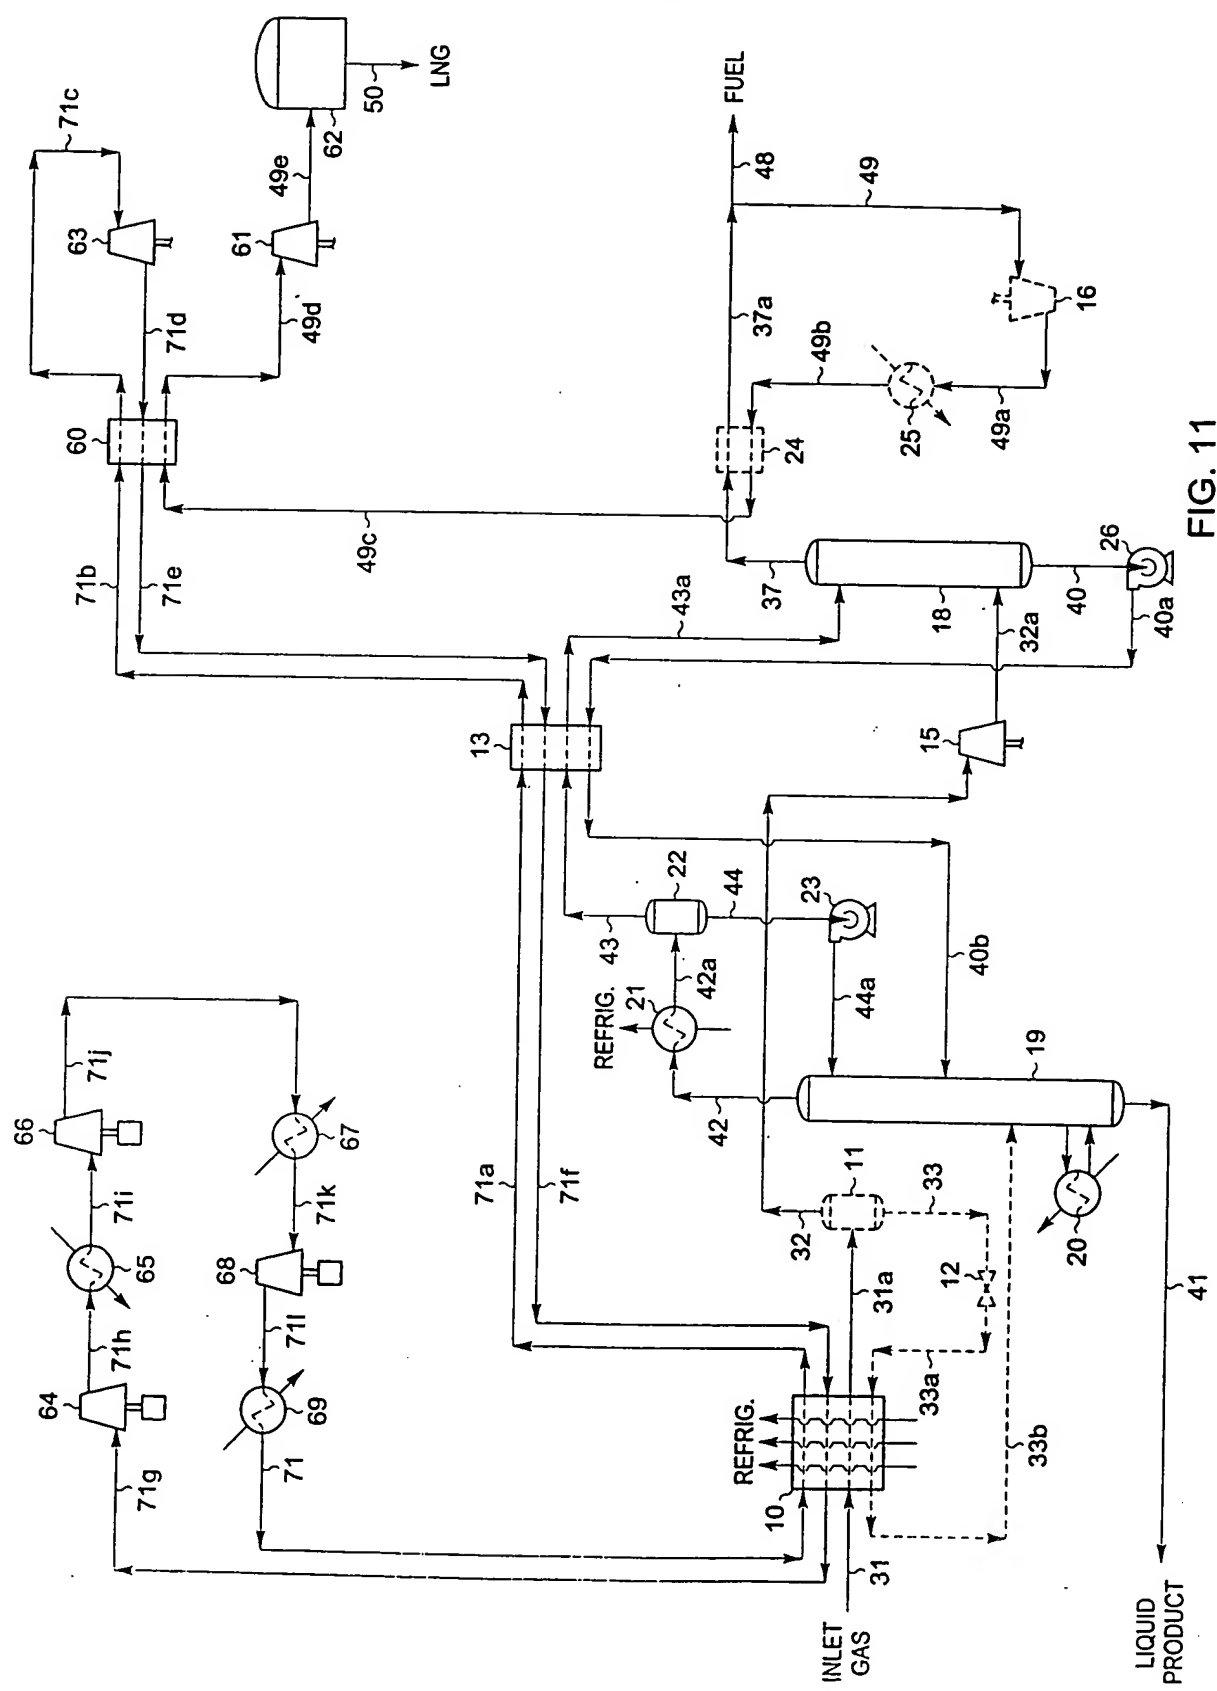 71c
63
71d
60
71b
71e
49e
61
49d
62
50
LNG
49c
FUEL
48
49
37a
49b
16
24
25
49a
43a
37
18
32a
40
26
40a
15
13
22
43
44
23
42a
21
REFRIG.
44a
40b
42
19
66
71j
71i
65
67
71k
68
71h
64
71l
69
71
71g
71a
71f
11
32
33
31a
12
20
33a
33b
41
REFRIG.
10
31
INLET
GAS
LIQUID
PRODUCT
FIG. 11